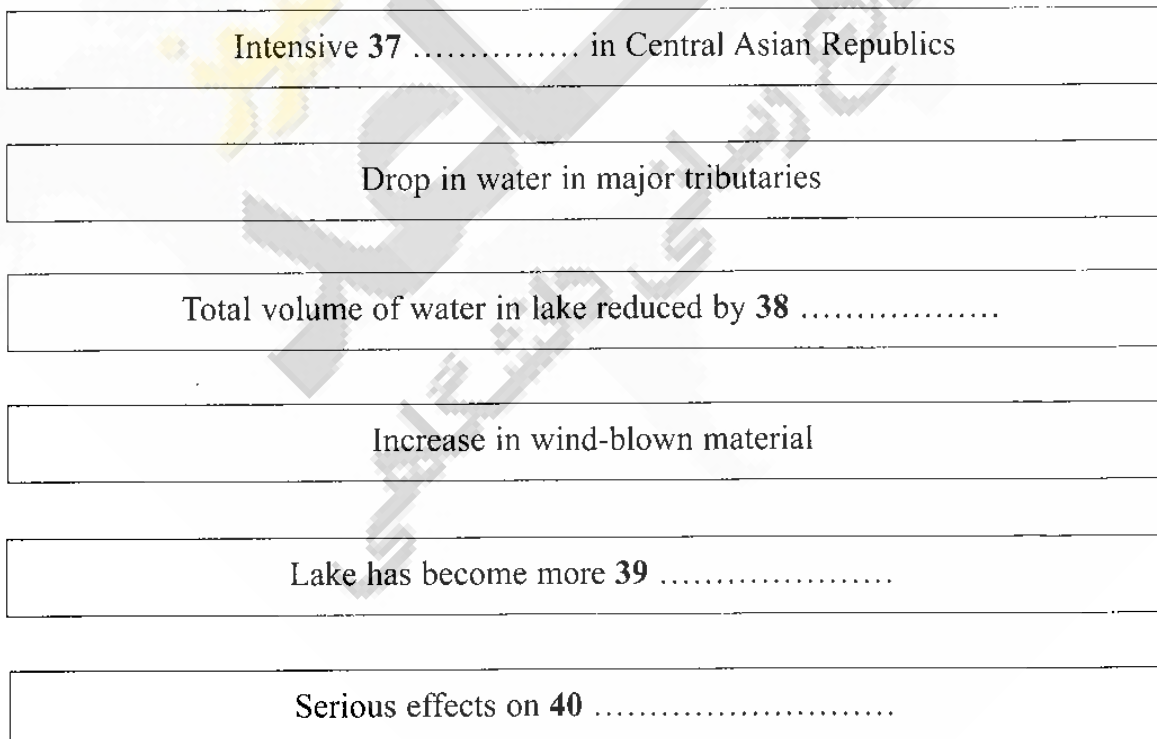 Intensive 37 ............... in Central Asian Republics
Drop in water in major tributaries
Total volume of water in lake reduced by 38 ..................
Increase in wind-blown material
Lake has become more 39 .....................
Serious effects on 40 ...........................